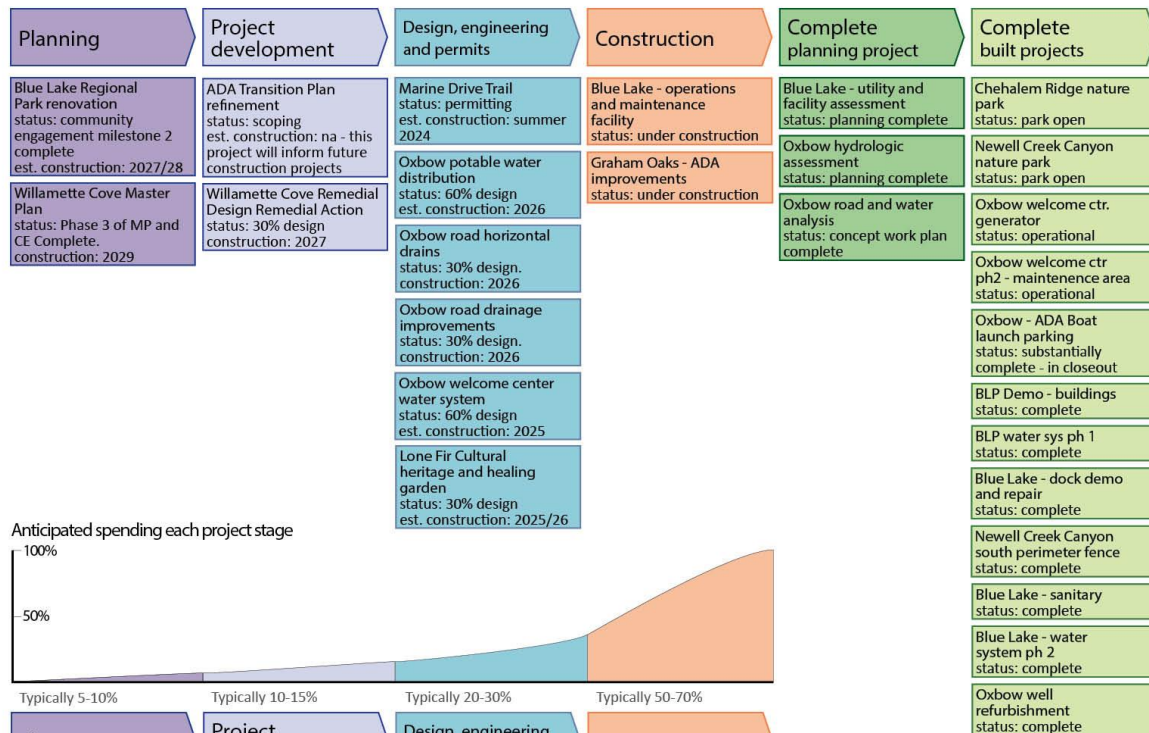 Planning
Project
development
Design, engineering
and permits
Construction
Complete
planning project
Complete
built projects
Blue Lake Regional
Park renovation
status: community
engagement milestone 2
complete
est. construction: 2027/28
Willamette Cove Master
Plan
status: Phase 3 of MP and
CE Complete.
construction: 2029
ADA Transition Plan
refinement
status: scoping
est. construction: na - this
project will inform future
construction projects
Willamette Cove Remedial
Design Remedial Action
status: 30% design
construction: 2027
Marine Drive Trail
status: permitting
est. construction: summer
2024
Oxbow potable water
distribution
status: 60% design
est. construction: 2026
Oxbow road horizontal
drains
status: 30% design.
construction: 2026
Oxbow road drainage
improvements
status: 30% design.
construction: 2026
Oxbow welcome center
water system
status: 60% design
est. construction: 2025
Lone Fir Cultural
heritage and healing
garden
status: 30% design
est. construction: 2025/26
Blue Lake - operations
and maintenance
facility
status: under construction
Graham Oaks - ADA
improvements
status: under construction
Blue Lake - utility and
facility assessment
status: planning complete
Oxbow hydrologic
assessment
status: planning complete
Oxbow road and water
analysis
status: concept work plan
complete
Chehalem Ridge nature
park
status: park open
Newell Creek Canyon
nature park
status: park open
Oxbow welcome ctr.
generator
status: operational
Oxbow welcome ctr
ph2 - maintenence area
status: operational
Oxbow - ADA Boat
launch parking
status: substantially
complete - in closeout
BLP Demo - buildings
status: complete
BLP water sys ph 1
status: complete
Blue Lake - dock demo
and repair
status: complete
Newell Creek Canyon
south perimeter fence
status: complete
Blue Lake - sanitary
status: complete
Blue Lake - water
system ph 2
status: complete
Oxbow well
refurbishment
status: complete
Anticipated spending each project stage
100%
50%
Typically 5-10%
Typically 10-15%
Typically 20-30%
Typically 50-70%
Project
Design, engineering